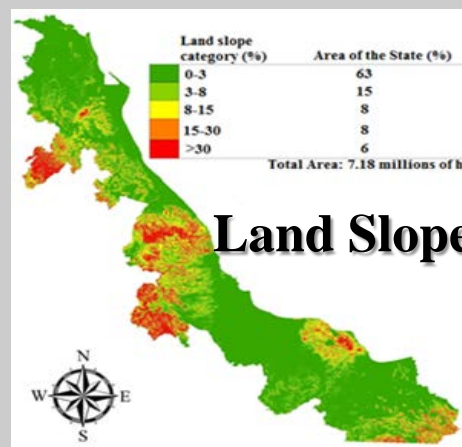 Land slope
category (%) Area of the State (%)
0-3 63
3-8 15
8-15 8
15-30 8
>30 6
Total Area: 7.18 millions of h
Land Slope
N
W E
S